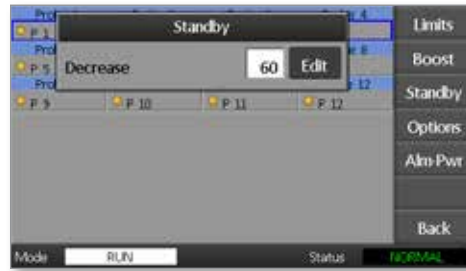 Standby
Decrease 60 Edit
P 1
P 5
P 9 P 10 P 11 P 12
Limits
Boost
Standby
Options
Alm-Pwr
Back
Mode RUN Status NORMAL